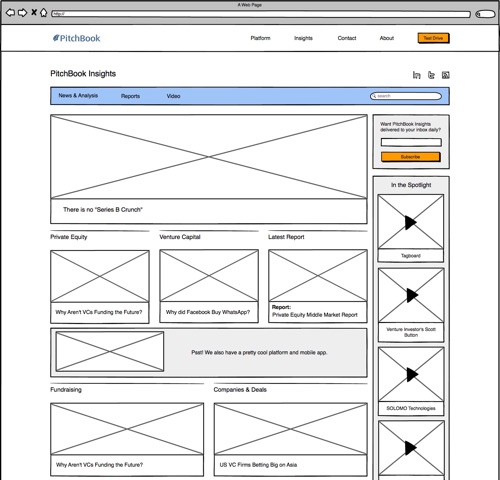 A Web Page
http://
PitchBook
Platform
Insights
Contact
About
Test Drive
PitchBook Insights
in
t
News & Analysis
Reports
Video
search
There is no "Series B Crunch"
Want PitchBook Insights
delivered to your inbox daily?
Subscribe
In the Spotlight
Tagboard
Venture Investor's Scott
Button
SOLOMO Technologies
Private Equity
Venture Capital
Latest Report
Why Aren't VCs Funding the Future?
Why did Facebook Buy WhatsApp?
Report:
Private Equity Middle Market Report
Psst! We also have a pretty cool platform and mobile app.
Fundraising
Companies & Deals
Why Aren't VCs Funding the Future?
US VC Firms Betting Big on Asia